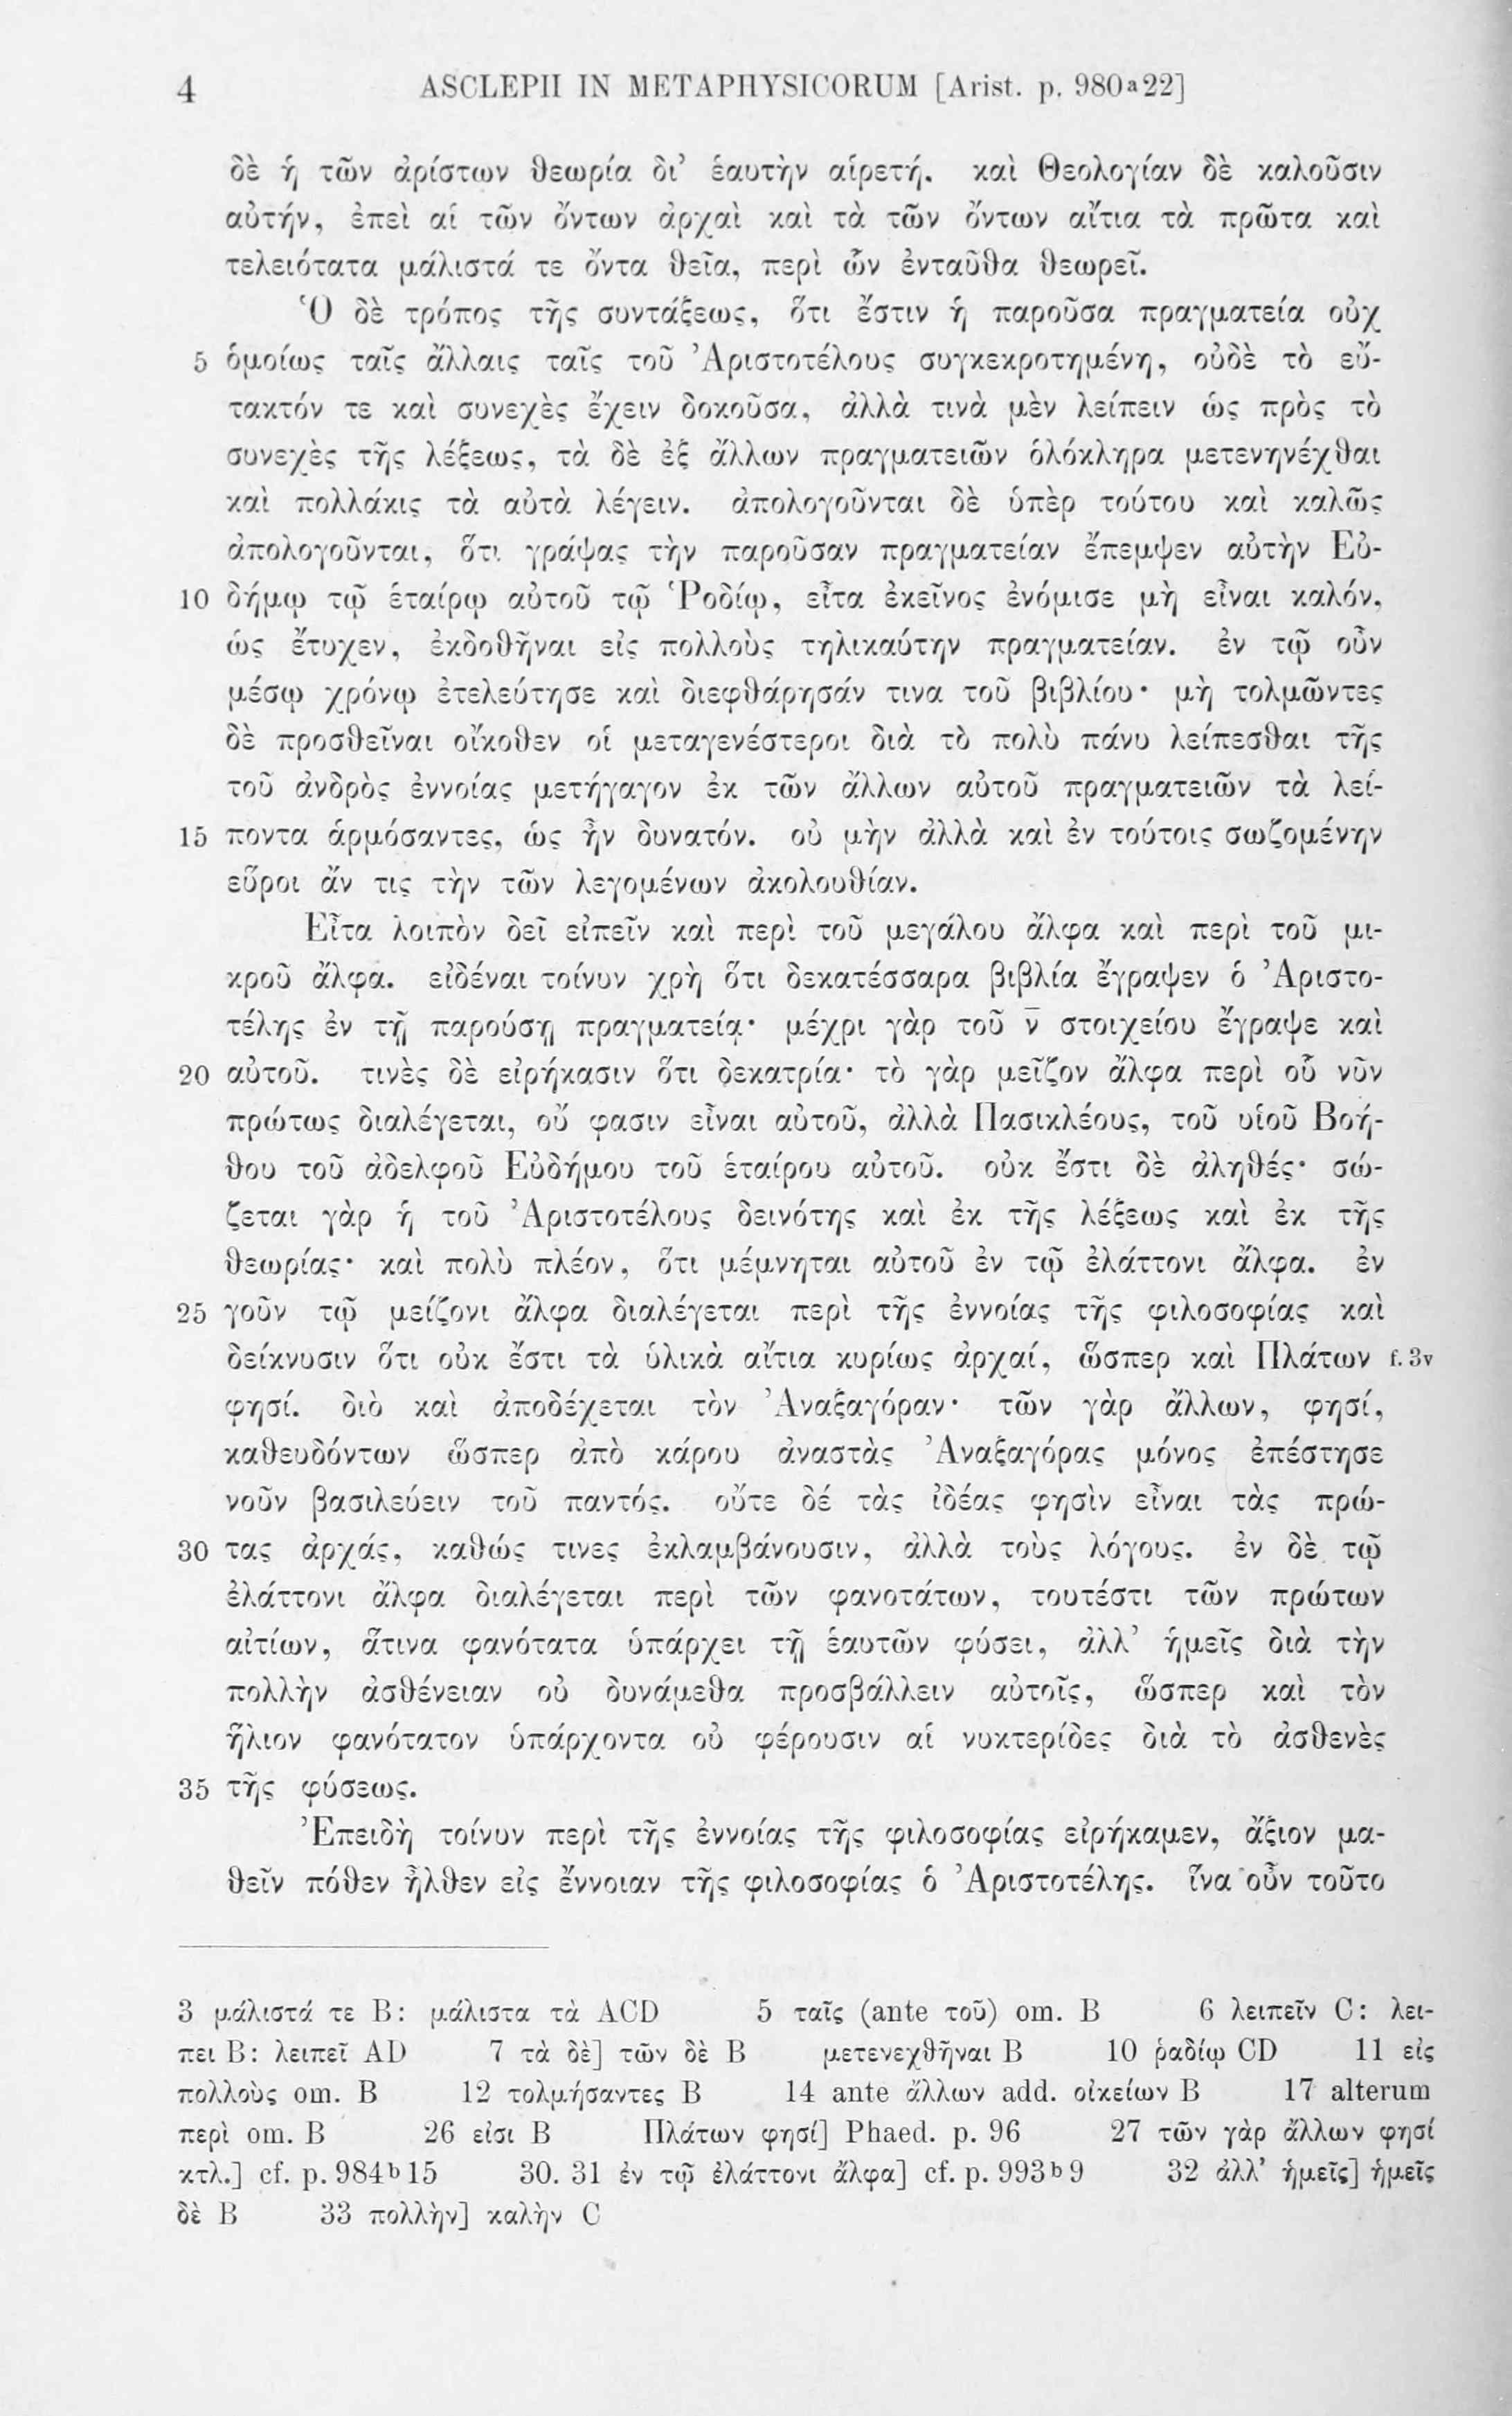 4 ASCLEPII IN METAPHYSICORUM [Arist. p. 980a22]
δὲ ἡ τῶν ἀρίστων θεωρία δι’ ἑαυτὴν αἱρετή. καὶ Θεολογίαν δὲ καλοῦσιν
αὐτήν, ἐπεὶ αἱ τῶν ὄντων ἀρχαὶ καὶ τὰ τῶν ὄντων αἴτια τὰ πρῶτα καὶ
τελειότατα μάλιστά τε ὄντα θεῖα, περὶ ὧν ἐνταῦθα θεωρεῖ.
Ὁ δὲ τρόπος τῆς συντάξεως, ὅτι ἔστιν ἡ παροῦσα πραγματεία οὐχ
5 ὁμοίως ταῖς ἄλλαις ταῖς τοῦ Ἀριστοτέλους συγκεκροτημένη, οὐδὲ τὸ εὔ-
τακτόν τε καὶ συνεχὲς ἔχειν δοκοῦσα, ἀλλὰ τινὰ μὲν λείπειν ὡς πρὸς τὸ
συνεχὲς τῆς λέξεως, τὰ δὲ ἐξ ἄλλων πραγματειῶν ὁλόκληρα μετενηνέχθαι
καὶ πολλάκις τὰ αὐτὰ λέγειν. ἀπολογοῦνται δὲ ὑπὲρ τούτου καὶ καλῶς
ἀπολογοῦνται, ὅτι γράψας τὴν παροῦσαν πραγματείαν ἔπεμψεν αὐτὴν Εὐ-
10 δήμῳ τῷ ἑταίρῳ αὐτοῦ τῷ Ῥοδίῳ, εἶτα ἐκεῖνος ἐνόμισε μὴ εἶναι καλόν,
ὡς ἔτυχεν, ἐκδοθῆναι εἰς πολλοὺς τηλικαύτην πραγματείαν. ἐν τῷ οὖν
μέσῳ χρόνῳ ἐτελεύτησε καὶ διεφθάρησάν τινα τοῦ βιβλίου· μὴ τολμῶντες
δὲ προσθεῖναι οἴκοθεν οἱ μεταγενέστεροι διὰ τὸ πολὺ πάνυ λείπεσθαι τῆς
τοῦ ἀνδρὸς ἐννοίας μετήγαγον ἐκ τῶν ἄλλων αὐτοῦ πραγματειῶν τὰ λεί-
15 ποντα ἁρμόσαντες, ὡς ἦν δυνατόν. οὐ μὴν ἀλλὰ καὶ ἐν τούτοις σωζομένην
εὕροι ἄν τις τὴν τῶν λεγομένων ἀκολουθίαν.
Εἶτα λοιπὸν δεῖ εἰπεῖν καὶ περὶ τοῦ μεγάλου ἄλφα καὶ περὶ τοῦ μι-
κροῦ ἄλφα. εἰδέναι τοίνυν χρὴ ὅτι δεκατέσσαρα βιβλία ἔγραψεν ὁ Ἀριστο-
τέλης ἐν τῇ παρούσῃ πραγματείᾳ· μέχρι γὰρ τοῦ ν̄ στοιχείου ἔγραψε καὶ
20 αὐτοῦ. τινὲς δὲ εἰρήκασιν ὅτι δεκατρία· τὸ γὰρ μεῖζον ἄλφα περὶ οὗ νῦν
πρώτως διαλέγεται, οὔ φασιν εἶναι αὐτοῦ, ἀλλὰ Πασικλέους, τοῦ υἱοῦ Βοή-
θου τοῦ ἀδελφοῦ Εὐδήμου τοῦ ἑταίρου αὐτοῦ. οὐκ ἔστι δὲ ἀληθές· σώ-
ζεται γὰρ ἡ τοῦ Ἀριστοτέλους δεινότης καὶ ἐκ τῆς λέξεως καὶ ἐκ τῆς
θεωρίας· καὶ πολὺ πλέον, ὅτι μέμνηται αὐτοῦ ἐν τῷ ἐλάττονι ἄλφα. ἐν
25 γοῦν τῷ μείζονι ἄλφα διαλέγεται περὶ τῆς ἐννοίας τῆς φιλοσοφίας καὶ
δείκνυσιν ὅτι οὐκ ἔστι τὰ ὑλικὰ αἴτια κυρίως ἀρχαί, ὥσπερ καὶ Πλάτων f. 3v
φησί. διὸ καὶ ἀποδέχεται τὸν Ἀναξαγόραν· τῶν γὰρ ἄλλων, φησί,
καθευδόντων ὥσπερ ἀπὸ κάρου ἀναστὰς Ἀναξαγόρας μόνος ἐπέστησε
νοῦν βασιλεύειν τοῦ παντός. οὔτε δέ τὰς ἰδέας φησὶν εἶναι τὰς πρώ-
30 τας ἀρχάς, καθώς τινες ἐκλαμβάνουσιν, ἀλλὰ τοὺς λόγους. ἐν δὲ τῷ
ἐλάττονι ἄλφα διαλέγεται περὶ τῶν φανοτάτων, τουτέστι τῶν πρώτων
αἰτίων, ἅτινα φανότατα ὑπάρχει τῇ ἑαυτῶν φύσει, ἀλλ’ ἡμεῖς διὰ τὴν
πολλὴν ἀσθένειαν οὐ δυνάμεθα προσβάλλειν αὐτοῖς, ὥσπερ καὶ τὸν
ἥλιον φανότατον ὑπάρχοντα οὐ φέρουσιν αἱ νυκτερίδες διὰ τὸ ἀσθενὲς
35 τῆς φύσεως.
Ἐπειδὴ τοίνυν περὶ τῆς ἐννοίας τῆς φιλοσοφίας εἰρήκαμεν, ἄξιον μα-
θεῖν πόθεν ἦλθεν εἰς ἔννοιαν τῆς φιλοσοφίας ὁ Ἀριστοτέλης. ἵνα οὖν τοῦτο
3 μάλιστά τε B: μάλιστα τὰ ACD 5 ταῖς (ante τοῦ) om. B 6 λειπεῖν C: λεί-
πει B: λειπεῖ AD 7 τὰ δὲ] τῶν δὲ B μετενεχθῆναι B 10 ῥαδίῳ CD 11 εἰς
πολλοὺς om. B 12 τολμήσαντες B 14 ante ἄλλων add. οἰκείων B 17 alterum
περὶ om. B 26 εἰσι B Πλάτων φησί] Phaed. p. 96 27 τῶν γὰρ ἄλλων φησί
κτλ.] cf. p. 984b15 30. 31 ἐν τῷ ἐλάττονι ἄλφα] cf. p. 993b9 32 ἀλλ’ ἡμεῖς] ἡμεῖς
δὲ B 33 πολλὴν] καλὴν C